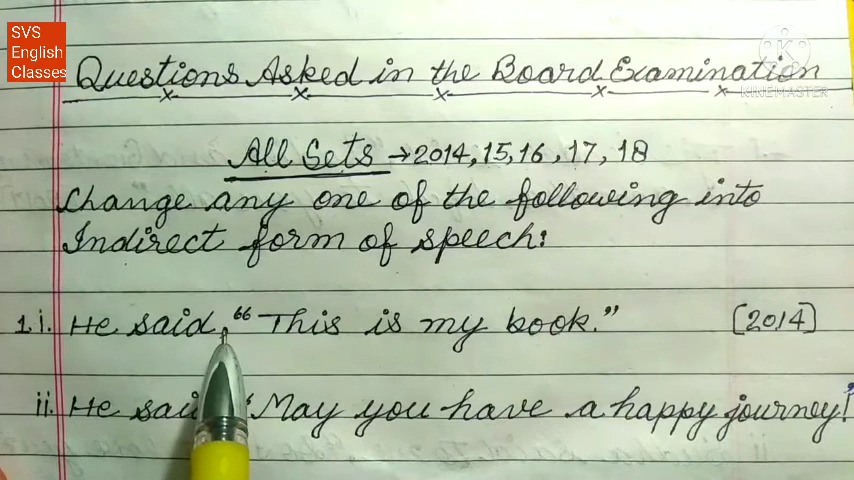 SVS
English
Classes
Questions Asked in the Board Examination
KINEMASTER
All Sets → 2014, 15, 16, 17, 18
Change any one of the following into
Indirect form of speech:
1 i. He said, “This is my book.” [2014]
ii. He said “May you have a happy journey!”